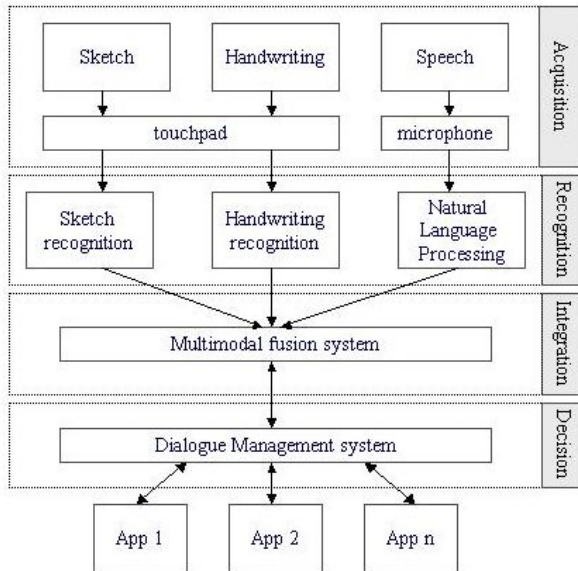 Sketch
Handwriting
Speech
Acquisition
touchpad
microphone
Sketch
recognition
Handwriting
recognition
Natural
Language
Processing
Recognition
Multimodal fusion system
Integration
Dialogue Management system
Decision
App 1
App 2
App n